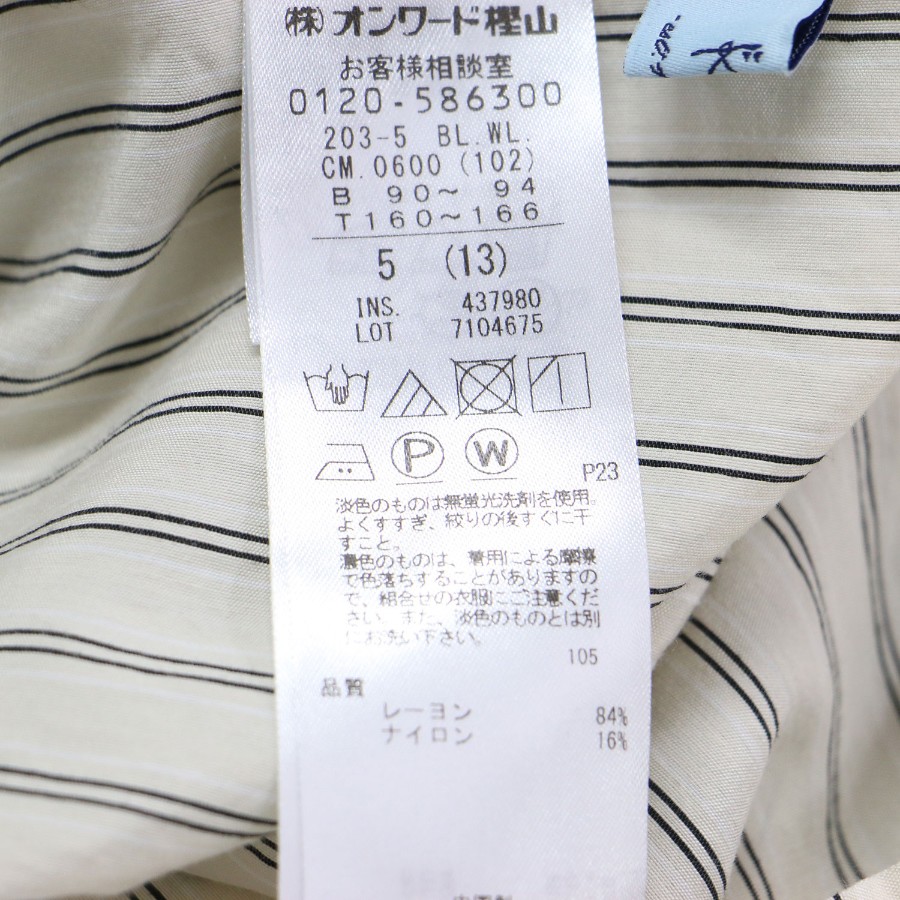 (株)オンワード樫山
お客様相談室
0120-586300
203-5 BL.WL.
CM.0600 (102)
B 90～ 94
T160～166
5 (13)
INS. 437980
LOT 7104675
P W
P23
淡色のものは無蛍光洗剤を使用。
よくすすぎ、絞りの後すぐに干
すこと。
濃色のものは、着用による摩擦
で色落ちすることがありますの
で、組合せの衣服にご注意くだ
さい。また、淡色のものとは別
にお洗い下さい。
105
品質
レーヨン 84%
ナイロン 16%